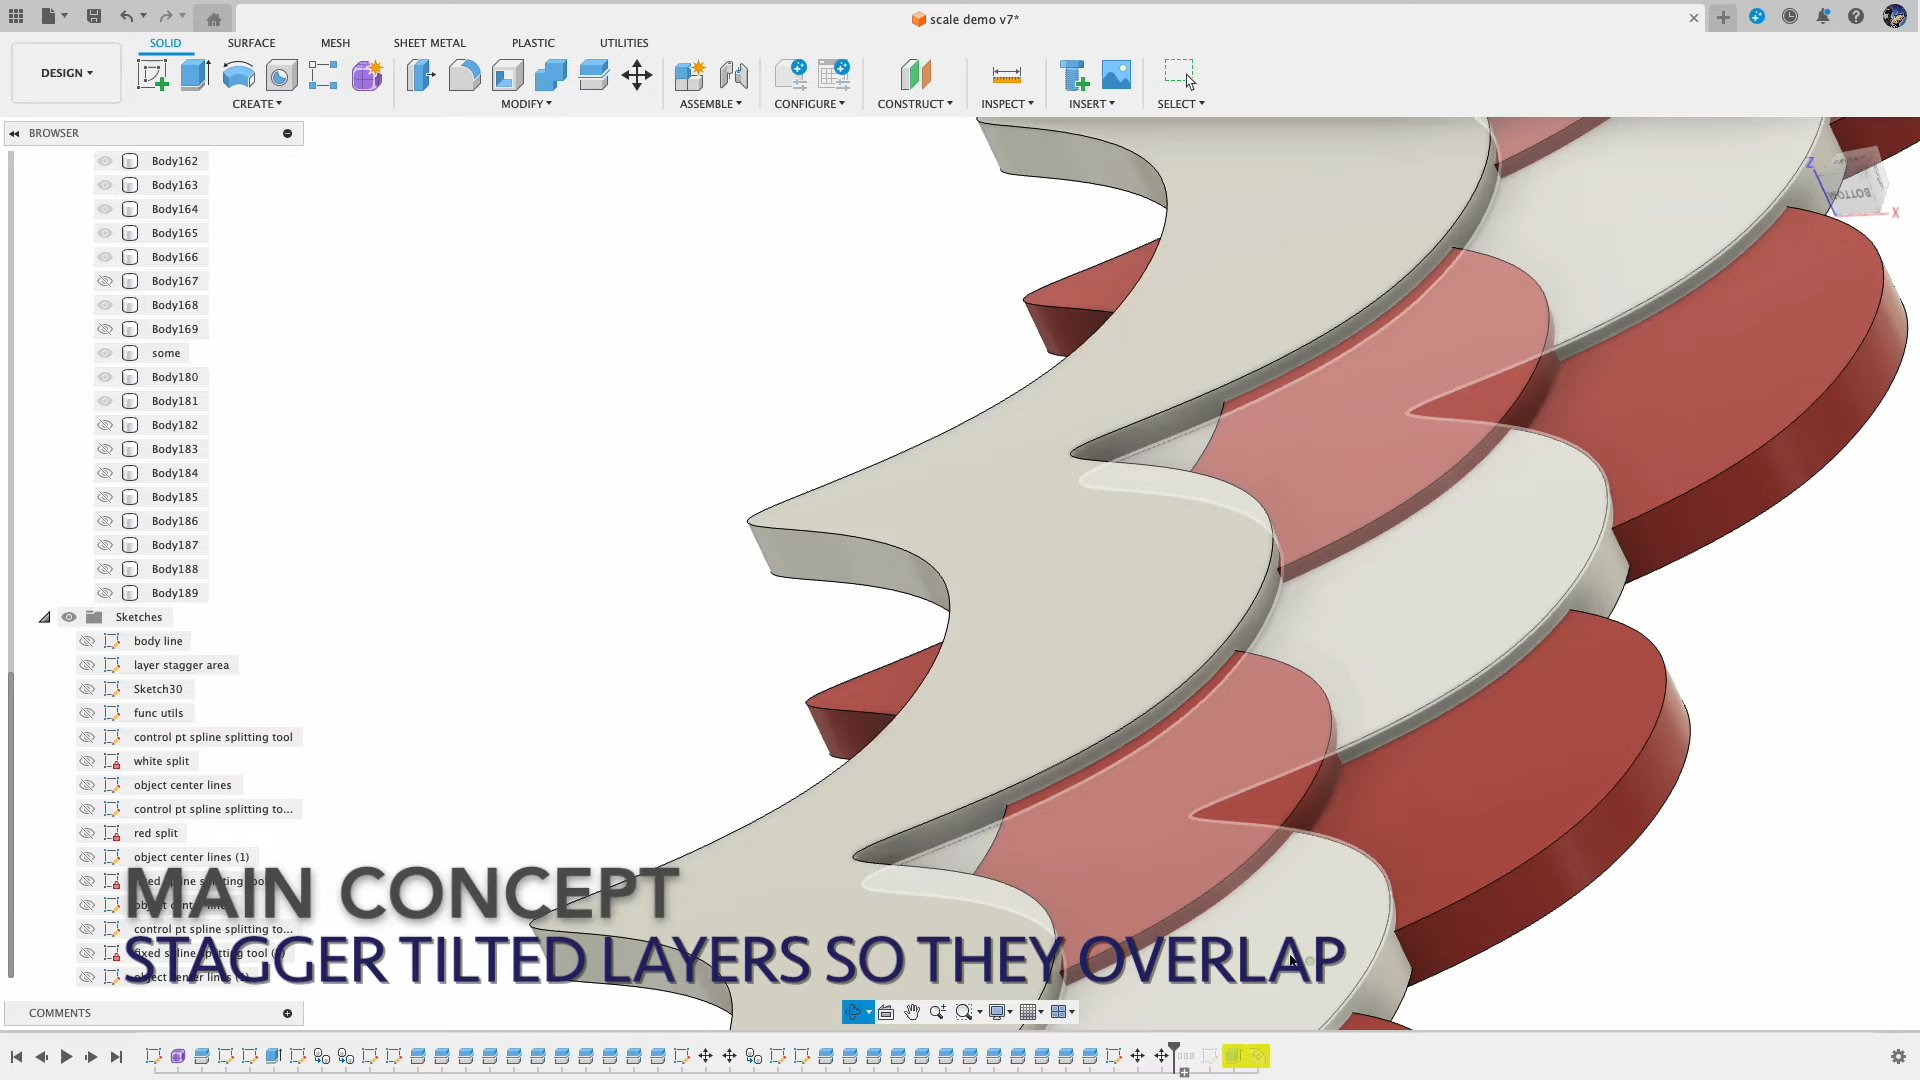 scale demo v7*
SOLID
SURFACE
MESH
SHEET METAL
PLASTIC
UTILITIES
DESIGN
CREATE
MODIFY
ASSEMBLE
CONFIGURE
CONSTRUCT
INSPECT
INSERT
SELECT
BROWSER
Body162
Body163
Body164
Body165
Body166
Body167
Body168
Body169
some
Body180
Body181
Body182
Body183
Body184
Body185
Body186
Body187
Body188
Body189
Sketches
body line
layer stagger area
Sketch30
func utils
control pt spline splitting tool
white split
object center lines
control pt spline splitting to...
red split
object center lines (1)
control pt spline splitting to...
MAIN CONCEPT
STAGGER TILTED LAYERS SO THEY OVERLAP
COMMENTS
Z
FRONT
BOTTOM
X